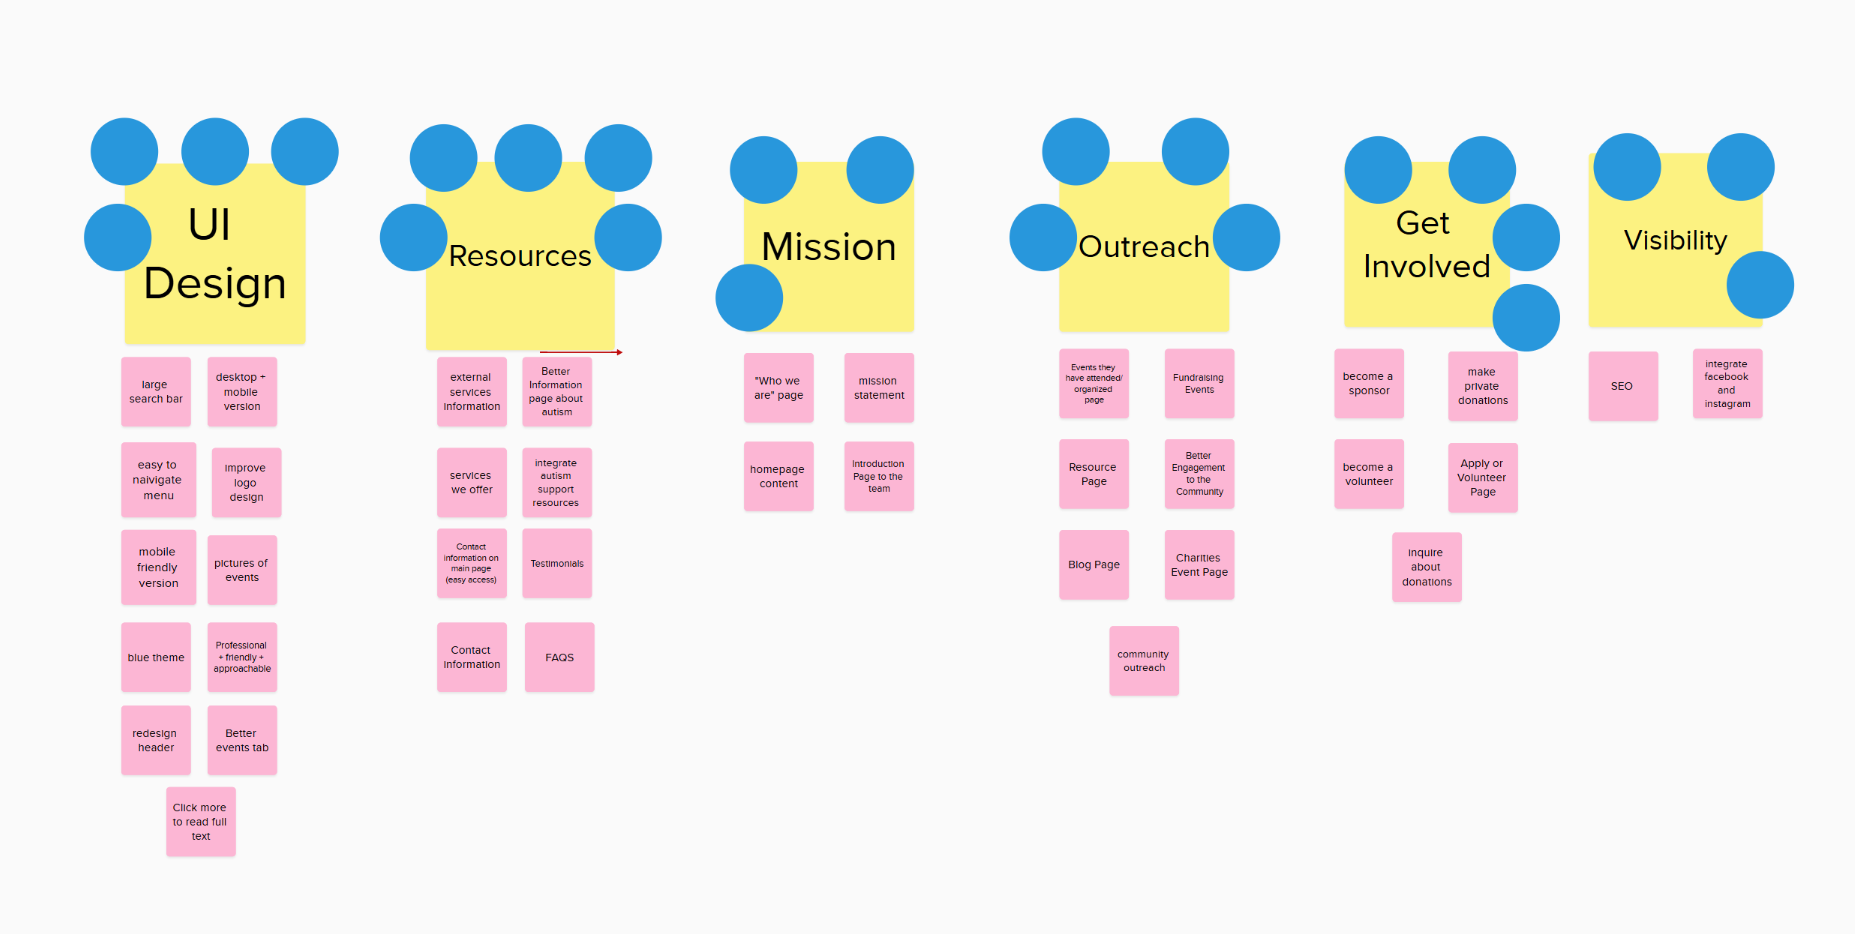 UI
Design
large
search bar
desktop +
mobile
version
easy to
naivigate
menu
improve
logo
design
mobile
friendly
version
pictures of
events
blue theme
Professional
+ friendly +
approachable
redesign
header
Better
events tab
Click more
to read full
text
Resources
external
services
information
Better
Information
page about
autism
services
we offer
integrate
autism
support
resources
Contact
information on
main page
(easy access)
Testimonials
Contact
Information
FAQS
Mission
"Who we
are" page
mission
statement
homepage
content
Introduction
Page to the
team
Outreach
Events they
have attended/
organized
page
Fundraising
Events
Resource
Page
Better
Engagement
to the
Community
Blog Page
Charities
Event Page
community
outreach
Get
Involved
become a
sponsor
make
private
donations
become a
volunteer
Apply or
Volunteer
Page
inquire
about
donations
Visibility
SEO
integrate
facebook
and
instagram